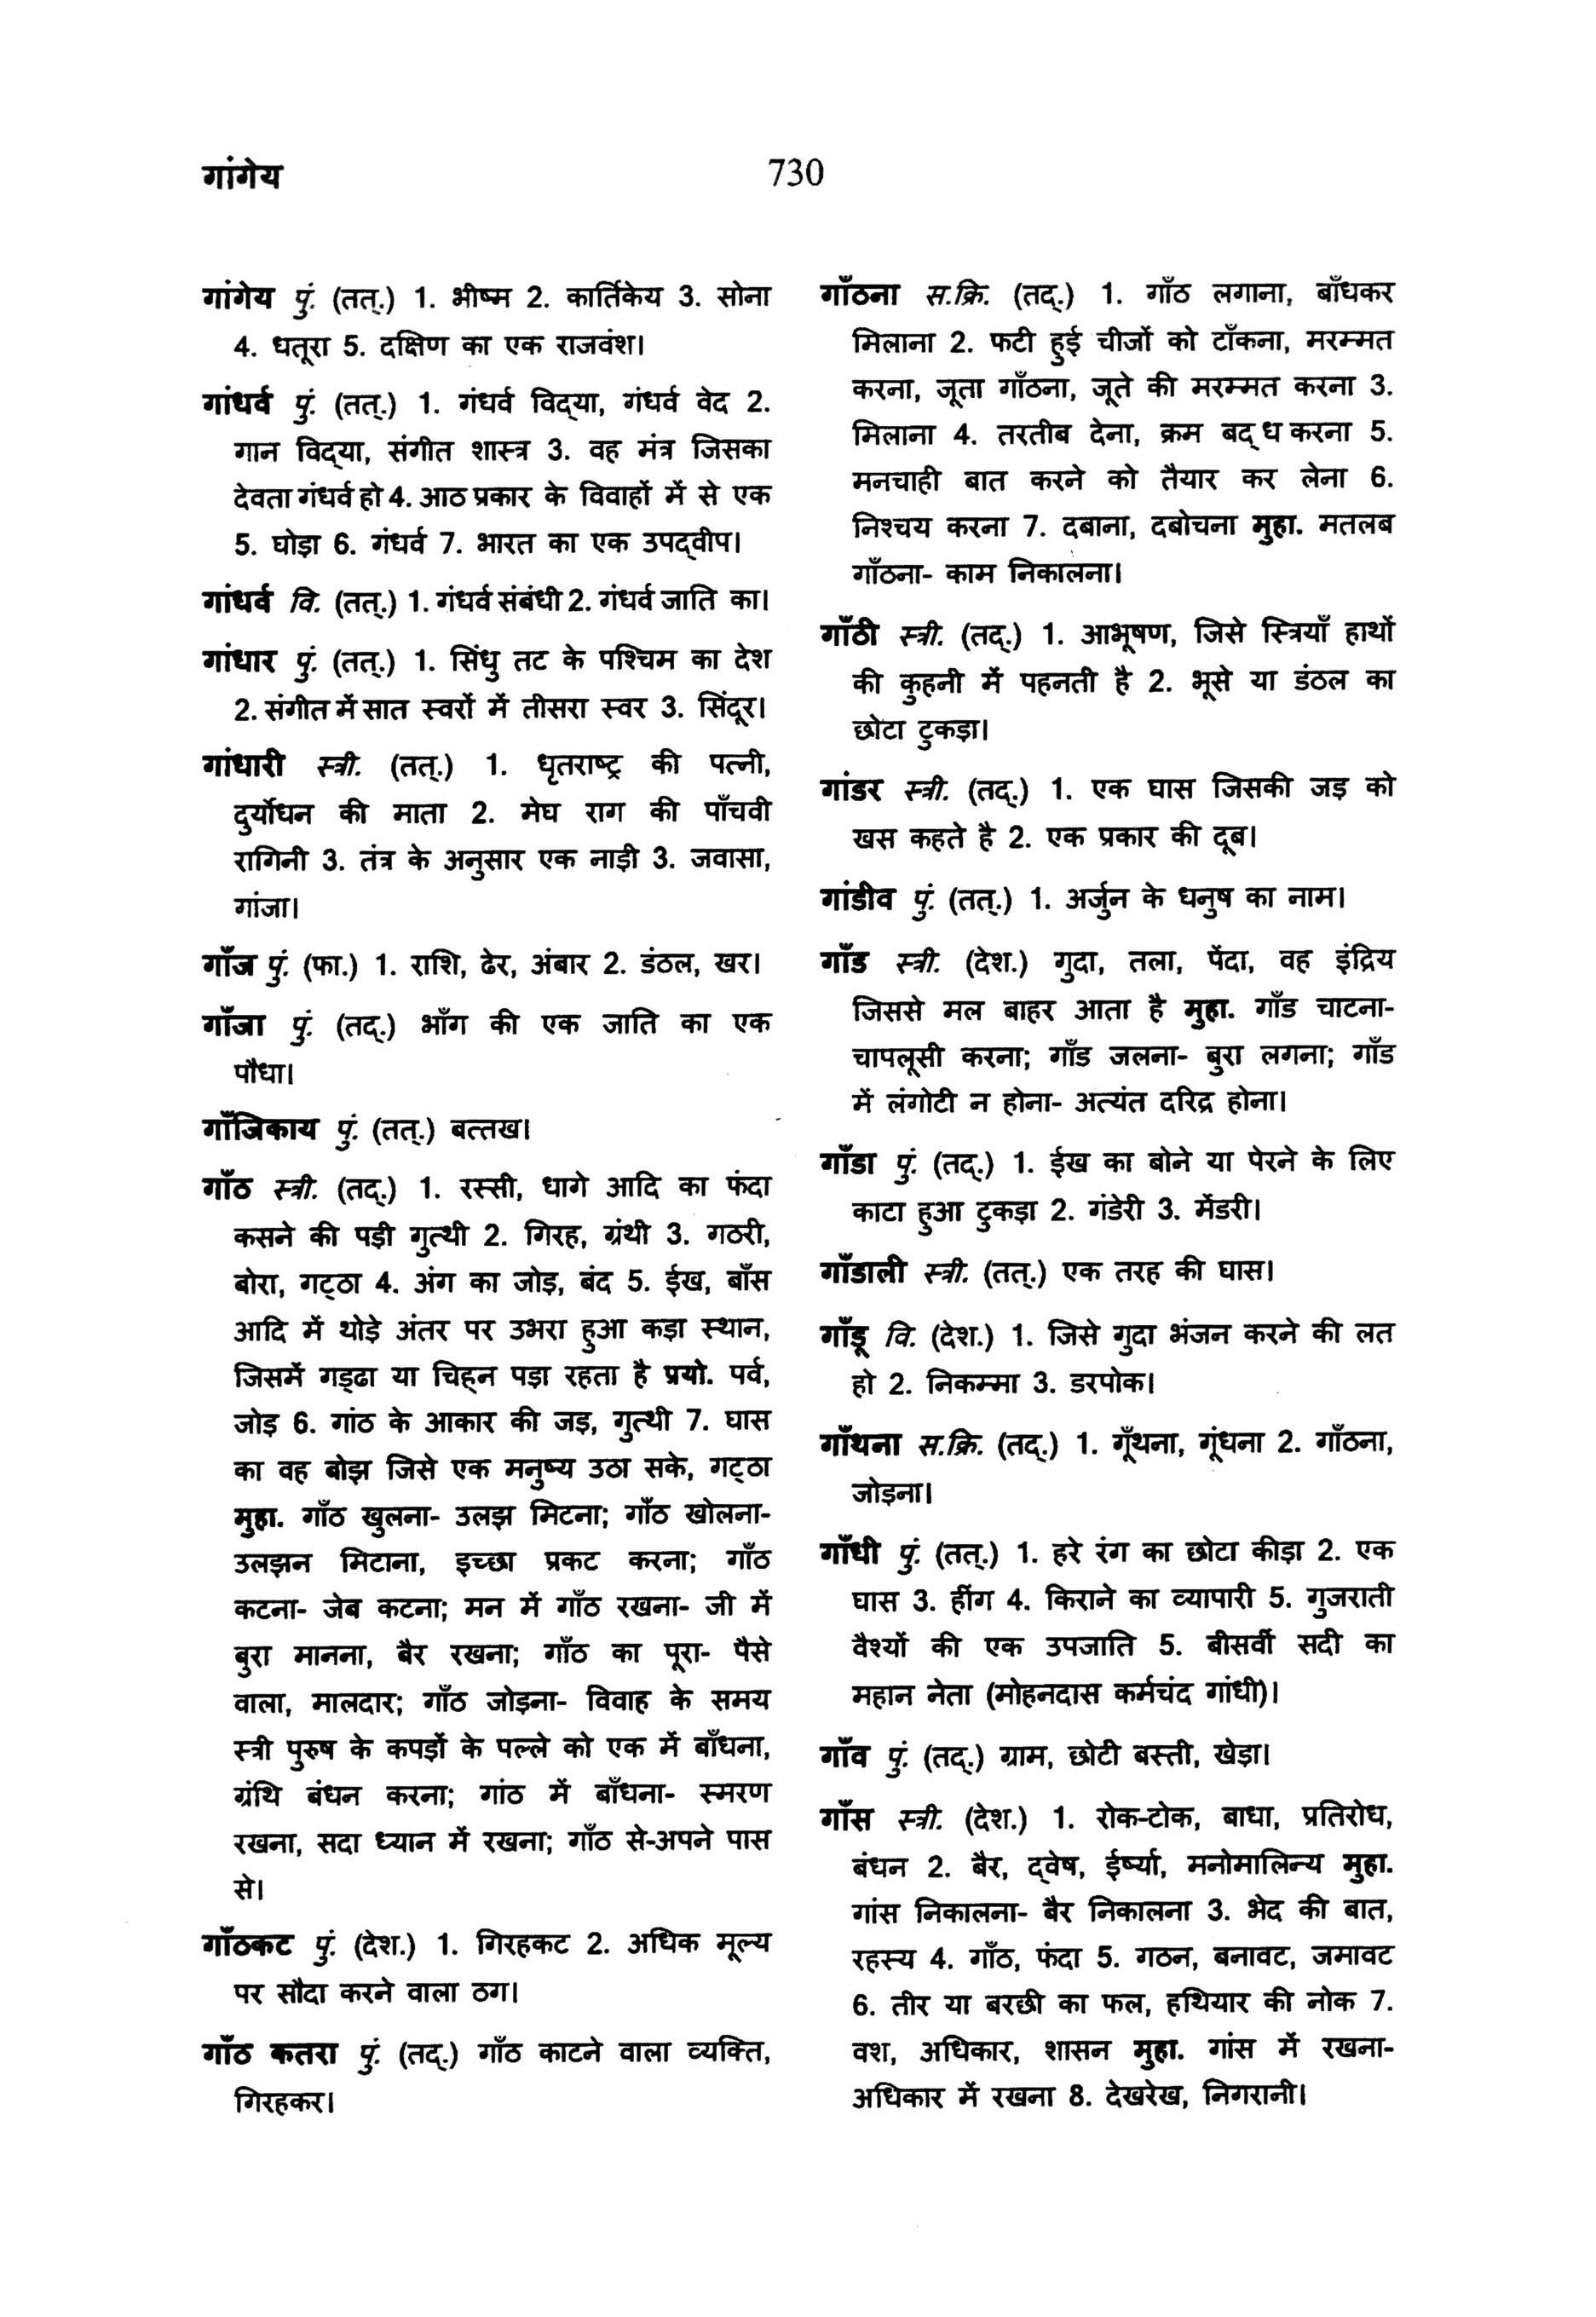 गांगेय
730
गांगेय पुं. (तत्.) 1. भीष्म 2. कार्तिकेय 3. सोना
4. धतूरा 5. दक्षिण का एक राजवंश।
गांधर्व पुं. (तत्.) 1. गंधर्व विद्‌या, गंधर्व वेद 2.
गान विद्‌या, संगीत शास्त्र 3. वह मंत्र जिसका
देवता गंधर्व हो 4. आठ प्रकार के विवाहों में से एक
5. घोड़ा 6. गंधर्व 7. भारत का एक उपद्‌वीप।
गांधर्व वि. (तत्.) 1. गंधर्व संबंधी 2. गंधर्व जाति का।
गांधार पुं. (तत्.) 1. सिंधु तट के पश्चिम का देश
2. संगीत में सात स्वरों में तीसरा स्वर 3. सिंदूर।
गांधारी स्त्री. (तत्.) 1. धृतराष्ट्र की पत्नी,
दुर्योधन की माता 2. मेघ राग की पाँचवी
रागिनी 3. तंत्र के अनुसार एक नाड़ी 3. जवासा,
गांजा।
गाँज पुं. (फा.) 1. राशि, ढेर, अंबार 2. डंठल, खर।
गाँजा पुं. (तद्.) भाँग की एक जाति का एक
पौधा।
गाँजिकाय पुं. (तत्.) बत्तख।
गाँठ स्त्री. (तद्.) 1. रस्सी, धागे आदि का फंदा
कसने की पड़ी गुत्थी 2. गिरह, ग्रंथी 3. गठरी,
बोरा, गट्‌ठा 4. अंग का जोड़, बंद 5. ईख, बाँस
आदि में थोड़े अंतर पर उभरा हुआ कड़ा स्थान,
जिसमें गड्‌ढा या चिह्‌न पड़ा रहता है प्रयो. पर्व,
जोड़ 6. गांठ के आकार की जड़, गुत्थी 7. घास
का वह बोझ जिसे एक मनुष्य उठा सके, गट्‌ठा
मुहा. गाँठ खुलना- उलझ मिटना; गाँठ खोलना-
उलझन मिटाना, इच्छा प्रकट करना; गाँठ
कटना- जेब कटना; मन में गाँठ रखना- जी में
बुरा मानना, बैर रखना; गाँठ का पूरा- पैसे
वाला, मालदार; गाँठ जोड़ना- विवाह के समय
स्त्री पुरुष के कपड़ों के पल्ले को एक में बाँधना,
ग्रंथि बंधन करना; गांठ में बाँधना- स्मरण
रखना, सदा ध्यान में रखना; गाँठ से-अपने पास
से।
गाँठकट पुं. (देश.) 1. गिरहकट 2. अधिक मूल्य
पर सौदा करने वाला ठग।
गाँठ कतरा पुं. (तद्.) गाँठ काटने वाला व्यक्ति,
गिरहकर।
गाँठना स.क्रि. (तद्.) 1. गाँठ लगाना, बाँधकर
मिलाना 2. फटी हुई चीजों को टाँकना, मरम्मत
करना, जूता गाँठना, जूते की मरम्मत करना 3.
मिलाना 4. तरतीब देना, क्रम बद्‌ध करना 5.
मनचाही बात करने को तैयार कर लेना 6.
निश्चय करना 7. दबाना, दबोचना मुहा. मतलब
गाँठना- काम निकालना।
गाँठी स्त्री. (तद्.) 1. आभूषण, जिसे स्त्रियाँ हाथों
की कुहनी में पहनती है 2. भूसे या डंठल का
छोटा टुकड़ा।
गांडर स्त्री. (तद्.) 1. एक घास जिसकी जड़ को
खस कहते है 2. एक प्रकार की दूब।
गांडीव पुं. (तत्.) 1. अर्जुन के धनुष का नाम।
गाँड स्त्री. (देश.) गुदा, तला, पेंदा, वह इंद्रिय
जिससे मल बाहर आता है मुहा. गाँड चाटना-
चापलूसी करना; गाँड जलना- बुरा लगना; गाँड
में लंगोटी न होना- अत्यंत दरिद्र होना।
गाँडा पुं. (तद्.) 1. ईख का बोने या पेरने के लिए
काटा हुआ टुकड़ा 2. गंडेरी 3. मेंडरी।
गाँडाली स्त्री. (तत्.) एक तरह की घास।
गाँडू वि. (देश.) 1. जिसे गुदा भंजन करने की लत
हो 2. निकम्मा 3. डरपोक।
गाँथना स.क्रि. (तद्.) 1. गूँथना, गूंधना 2. गाँठना,
जोड़ना।
गाँधी पुं. (तत्.) 1. हरे रंग का छोटा कीड़ा 2. एक
घास 3. हींग 4. किराने का व्यापारी 5. गुजराती
वैश्यों की एक उपजाति 5. बीसवीं सदी का
महान नेता (मोहनदास कर्मचंद गांधी)।
गाँव पुं. (तद्.) ग्राम, छोटी बस्ती, खेड़ा।
गाँस स्त्री. (देश.) 1. रोक-टोक, बाधा, प्रतिरोध,
बंधन 2. बैर, द्‌वेष, ईर्ष्या, मनोमालिन्य मुहा.
गांस निकालना- बैर निकालना 3. भेद की बात,
रहस्य 4. गाँठ, फंदा 5. गठन, बनावट, जमावट
6. तीर या बरछी का फल, हथियार की नोक 7.
वश, अधिकार, शासन मुहा. गांस में रखना-
अधिकार में रखना 8. देखरेख, निगरानी।